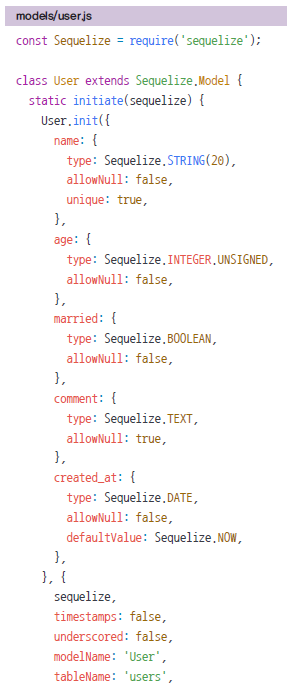 models/user.js
const Sequelize = require('sequelize');

class User extends Sequelize.Model {
  static initiate(sequelize) {
    User.init({
      name: {
        type: Sequelize.STRING(20),
        allowNull: false,
        unique: true,
      },
      age: {
        type: Sequelize.INTEGER.UNSIGNED,
        allowNull: false,
      },
      married: {
        type: Sequelize.BOOLEAN,
        allowNull: false,
      },
      comment: {
        type: Sequelize.TEXT,
        allowNull: true,
      },
      created_at: {
        type: Sequelize.DATE,
        allowNull: false,
        defaultValue: Sequelize.NOW,
      },
    }, {
      sequelize,
      timestamps: false,
      underscored: false,
      modelName: 'User',
      tableName: 'users',